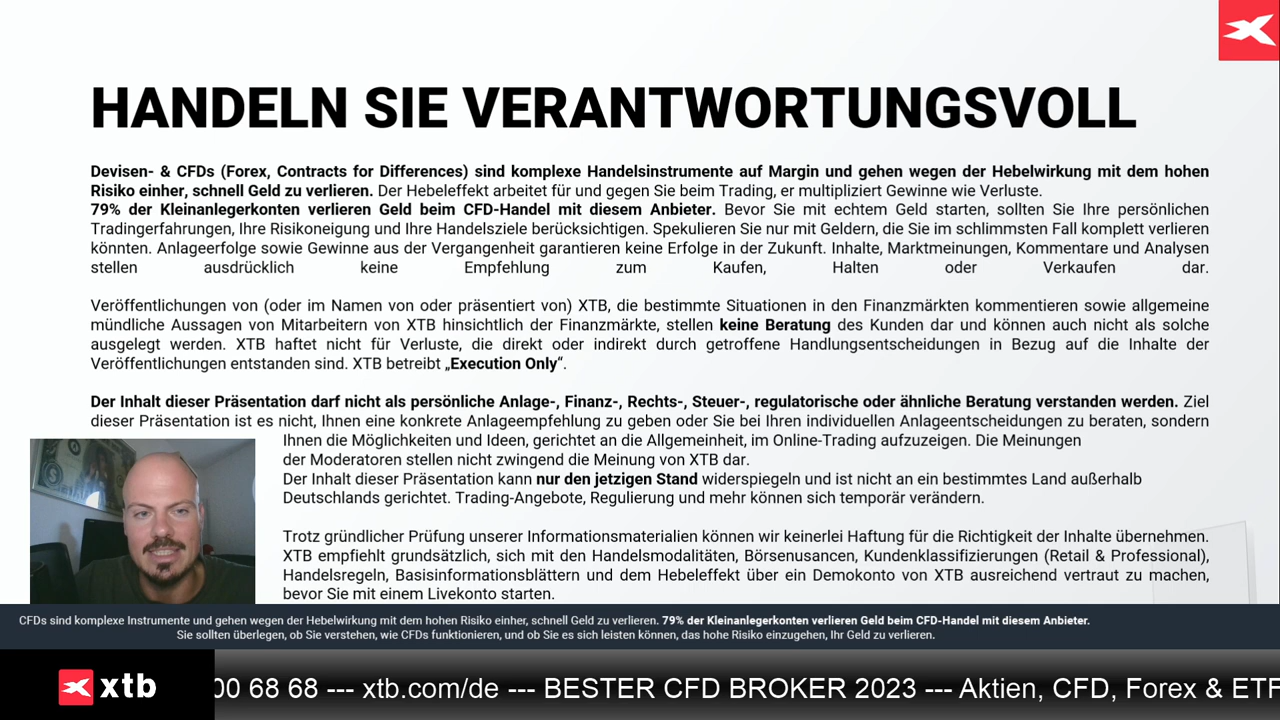 HANDELN SIE VERANTWORTUNGSVOLL
Devisen- & CFDs (Forex, Contracts for Differences) sind komplexe Handelsinstrumente auf Margin und gehen wegen der Hebelwirkung mit dem hohen
Risiko einher, schnell Geld zu verlieren. Der Hebeleffekt arbeitet für und gegen Sie beim Trading, er multipliziert Gewinne wie Verluste.
79% der Kleinanlegerkonten verlieren Geld beim CFD-Handel mit diesem Anbieter. Bevor Sie mit echtem Geld starten, sollten Sie Ihre persönlichen
Tradingerfahrungen, Ihre Risikoneigung und Ihre Handelsziele berücksichtigen. Spekulieren Sie nur mit Geldern, die Sie im schlimmsten Fall komplett verlieren
könnten. Anlageerfolge sowie Gewinne aus der Vergangenheit garantieren keine Erfolge in der Zukunft. Inhalte, Marktmeinungen, Kommentare und Analysen
stellen ausdrücklich keine Empfehlung zum Kaufen, Halten oder Verkaufen dar.
Veröffentlichungen von (oder im Namen von oder präsentiert von) XTB, die bestimmte Situationen in den Finanzmärkten kommentieren sowie allgemeine
mündliche Aussagen von Mitarbeitern von XTB hinsichtlich der Finanzmärkte, stellen keine Beratung des Kunden dar und können auch nicht als solche
ausgelegt werden. XTB haftet nicht für Verluste, die direkt oder indirekt durch getroffene Handlungsentscheidungen in Bezug auf die Inhalte der
Veröffentlichungen entstanden sind. XTB betreibt „Execution Only“.
Der Inhalt dieser Präsentation darf nicht als persönliche Anlage-, Finanz-, Rechts-, Steuer-, regulatorische oder ähnliche Beratung verstanden werden. Ziel
dieser Präsentation ist es nicht, Ihnen eine konkrete Anlageempfehlung zu geben oder Sie bei Ihren individuellen Anlageentscheidungen zu beraten, sondern
Ihnen die Möglichkeiten und Ideen, gerichtet an die Allgemeinheit, im Online-Trading aufzuzeigen. Die Meinungen
der Moderatoren stellen nicht zwingend die Meinung von XTB dar.
Der Inhalt dieser Präsentation kann nur den jetzigen Stand widerspiegeln und ist nicht an ein bestimmtes Land außerhalb
Deutschlands gerichtet. Trading-Angebote, Regulierung und mehr können sich temporär verändern.
Trotz gründlicher Prüfung unserer Informationsmaterialien können wir keinerlei Haftung für die Richtigkeit der Inhalte übernehmen.
XTB empfiehlt grundsätzlich, sich mit den Handelsmodalitäten, Börsenusancen, Kundenklassifizierungen (Retail & Professional),
Handelsregeln, Basisinformationsblättern und dem Hebeleffekt über ein Demokonto von XTB ausreichend vertraut zu machen,
bevor Sie mit einem Livekonto starten.
CFDs sind komplexe Instrumente und gehen wegen der Hebelwirkung mit dem hohen Risiko einher, schnell Geld zu verlieren. 79% der Kleinanlegerkonten verlieren Geld beim CFD-Handel mit diesem Anbieter.
Sie sollten überlegen, ob Sie verstehen, wie CFDs funktionieren, und ob Sie es sich leisten können, das hohe Risiko einzugehen, Ihr Geld zu verlieren.
xtb 00 68 68 --- xtb.com/de --- BESTER CFD BROKER 2023 --- Aktien, CFD, Forex & ETF